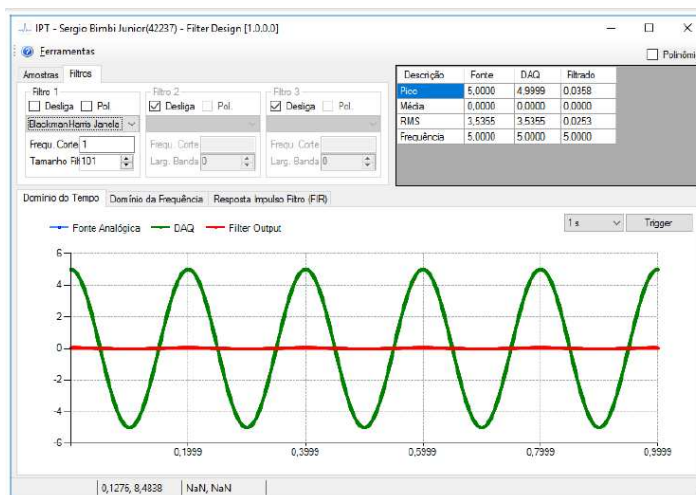 IPT - Sergio Bimbi Junior(42237) - Filter Design [1.0.0.0]
Ferramentas
Polinômi
Amostras Filtros
Filtro 1
Desliga Pol.
BlackmanHarris Janela
Frequ. Corte 1
Tamanho Filt 101
Filtro 2
Desliga Pol.
Frequ. Corte
Larg. Banda 0
Filtro 3
Desliga Pol.
Frequ. Corte
Larg. Banda 0
Descrição Fonte DAQ Filtrado
Pico 5,0000 4,9999 0,0358
Média 0,0000 0,0000 0,0000
RMS 3,5355 3,5355 0,0253
Frequência 5,0000 5,0000 5,0000
Domínio do Tempo Domínio da Frequência Resposta Impulso Filtro (FIR)
Fonte Analógica DAQ Filter Output
1 s Trigger
6
4
2
0
-2
-4
-6
0,1999 0,3999 0,5999 0,7999 0,9999
0,1276, 8,4838 NaN, NaN